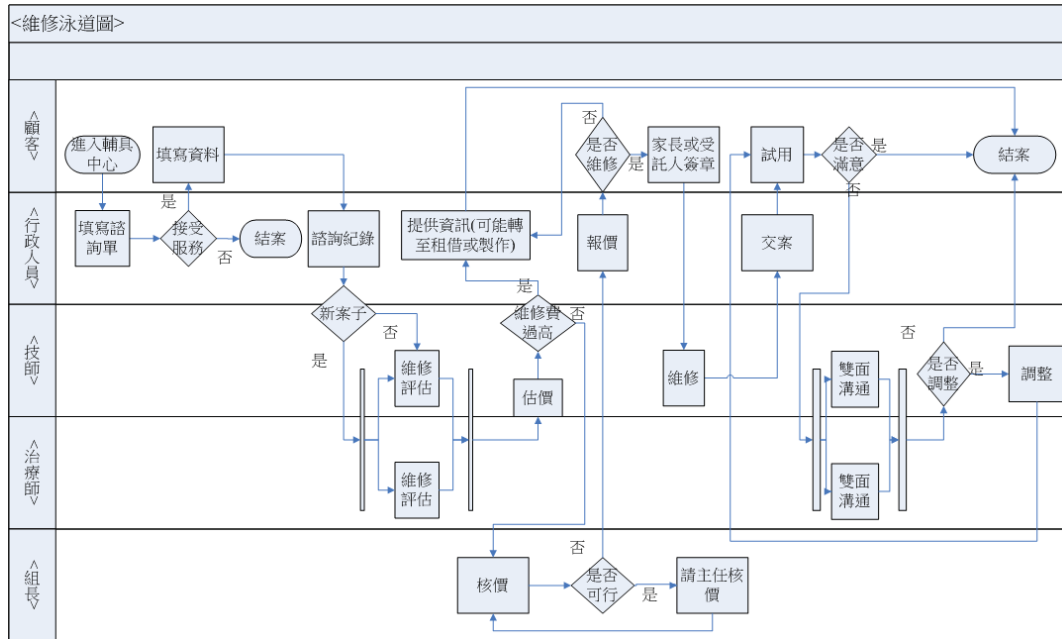 <維修泳道圖>
<顧客>
進入輔具
中心
填寫資料
是否
維修
否
是
家長或受
託人簽章
試用
是否
滿意
是
否
結案
<行政人員>
填寫諮
詢單
接受
服務
是
否
結案
諮詢紀錄
提供資訊(可能轉
至租借或製作)
報價
交案
<技師>
新案子
是
否
維修
評估
維修費
過高
是
否
估價
維修
雙面
溝通
是否
調整
否
是
調整
<治療師>
維修
評估
雙面
溝通
<組長>
核價
是否
可行
否
是
請主任核
價